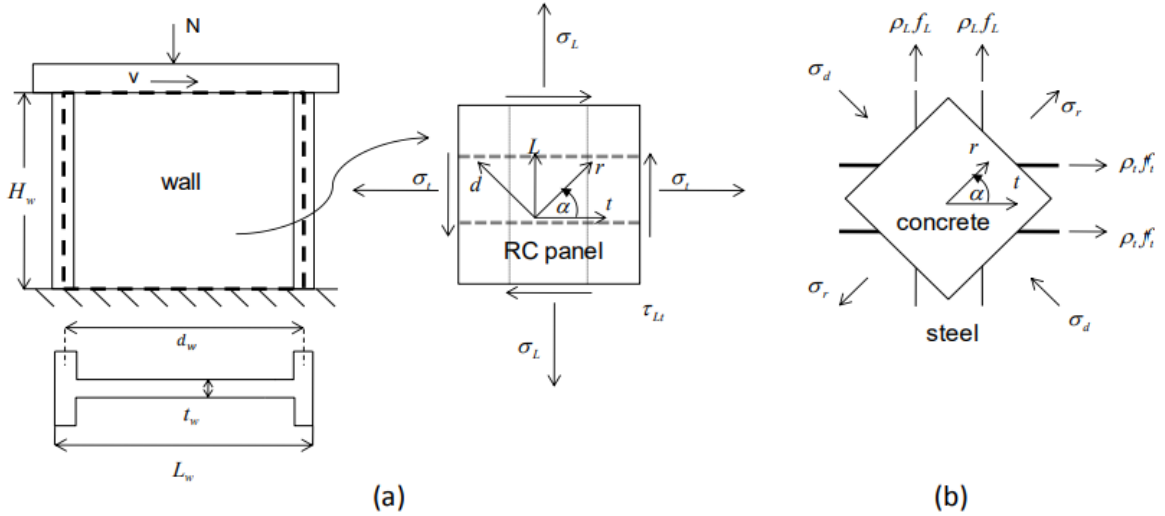 N
v
H_w
wall
d_w
t_w
L_w
(a)
σ_L
L
d
r
α
t
σ_t
σ_t
RC panel
τ_Lt
σ_L
ρ_L f_L ρ_L f_L
σ_d
σ_r
r
t
α
concrete
ρ_t f_t
ρ_t f_t
σ_r
σ_d
steel
(b)